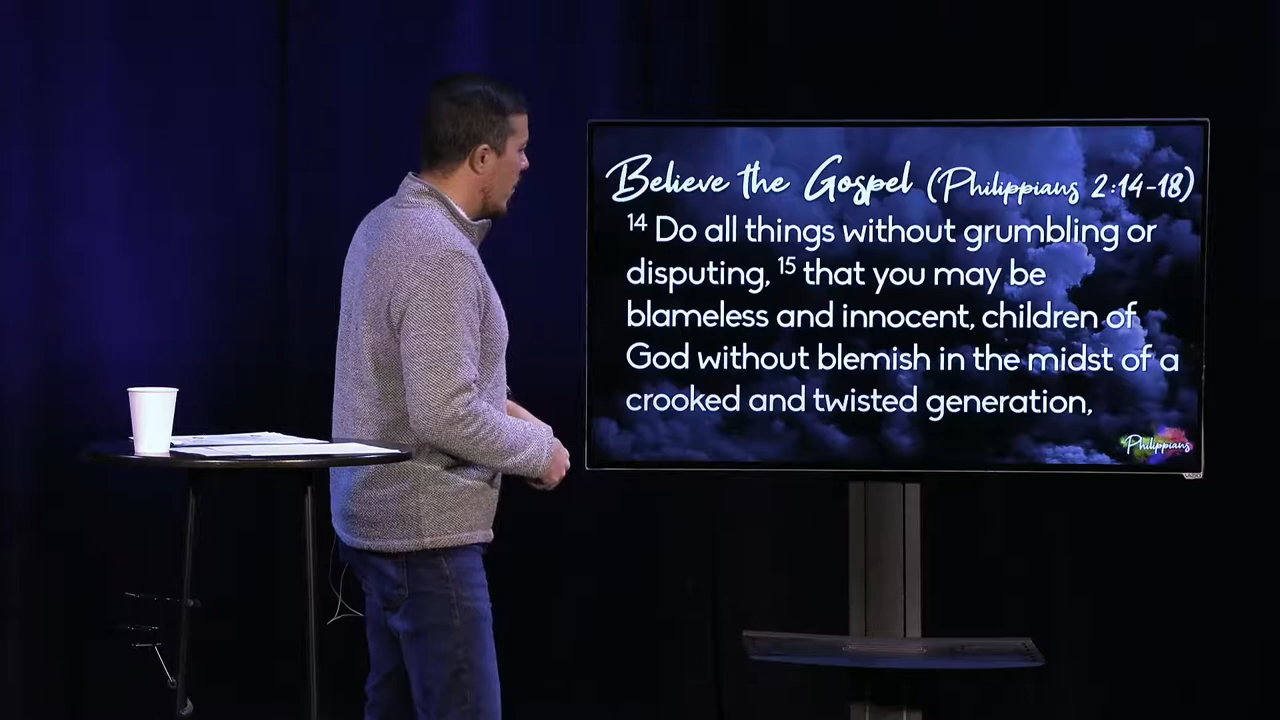 Believe the Gospel (Philippians 2:14-18)
14 Do all things without grumbling or
disputing, 15 that you may be
blameless and innocent, children of
God without blemish in the midst of a
crooked and twisted generation,
Philippians